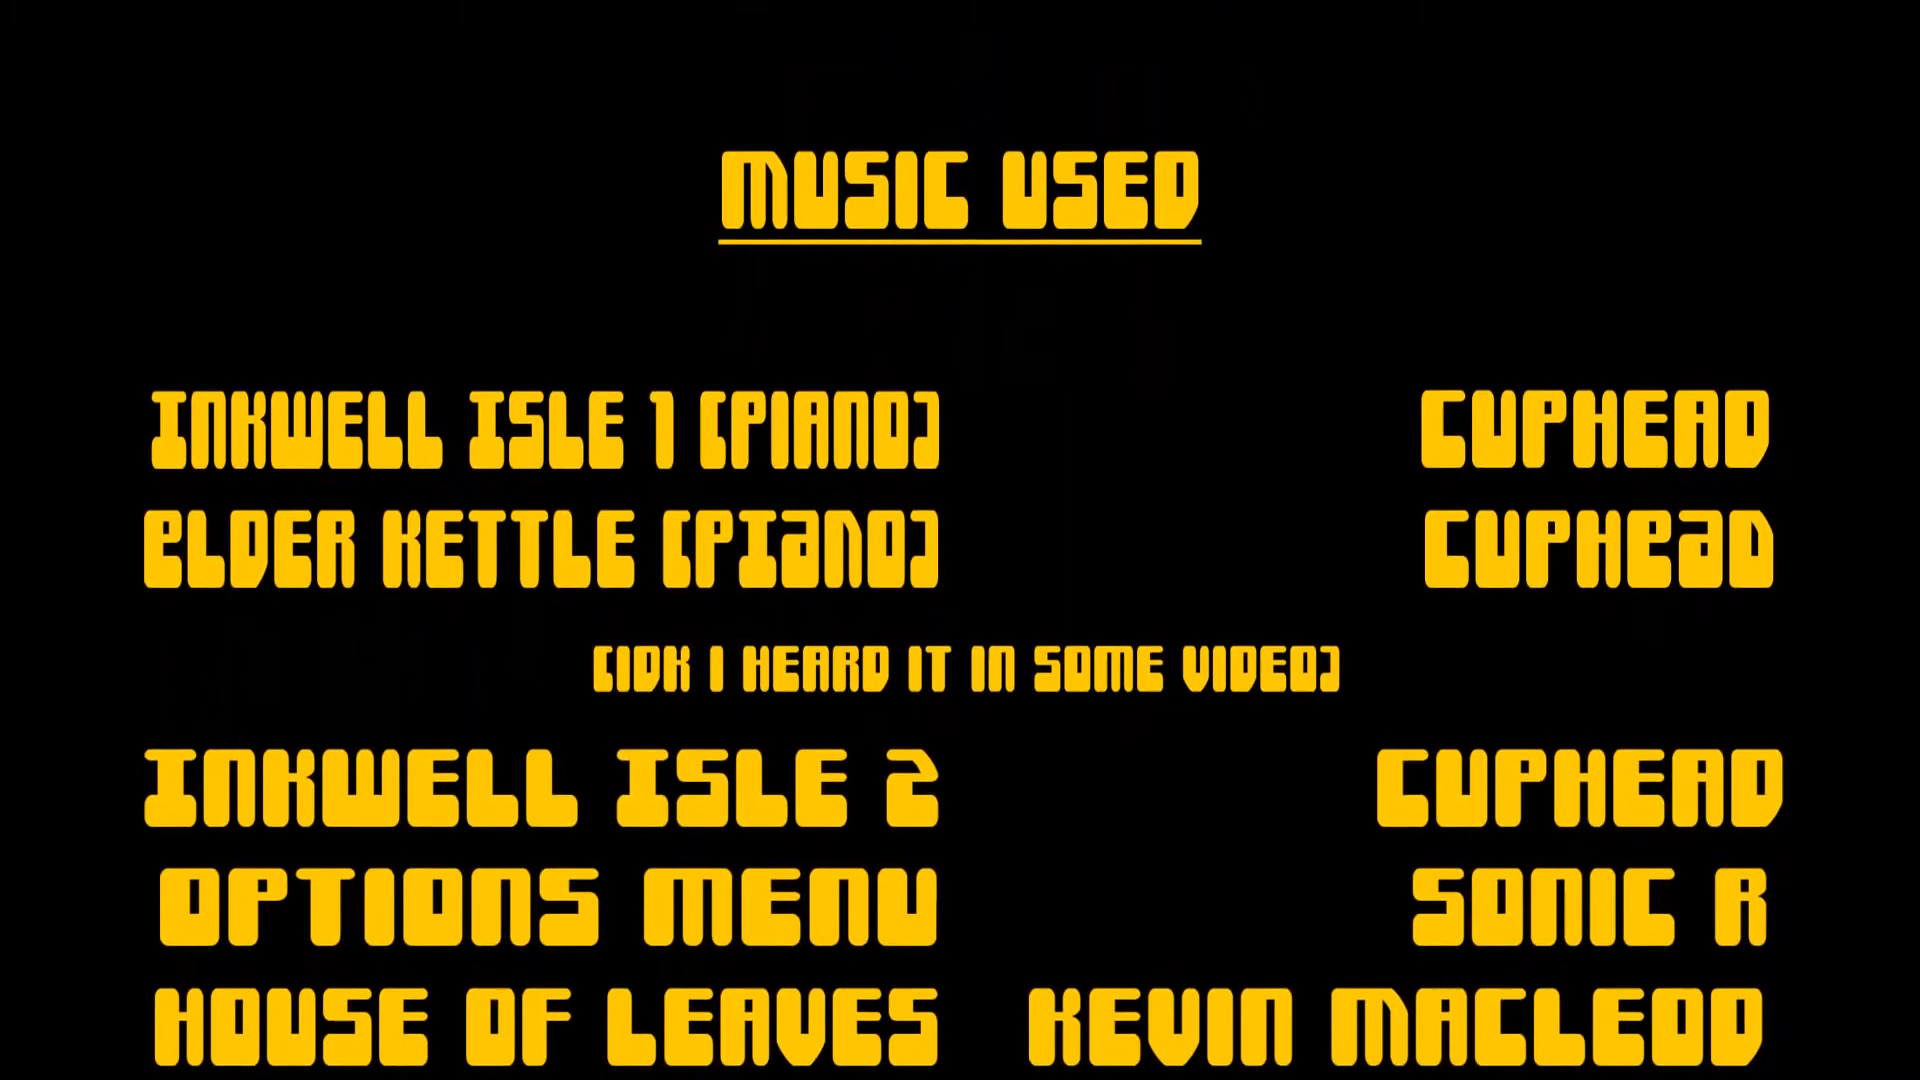 MUSIC USED
INKWELL ISLE 1 [PIANO] CUPHEAD
eLDER KETTLE [PIaNO] CUPHeaD
[IDK I HEARD IT IN SOME VIDEO]
INKWELL ISLE 2 CUPHEAD
OPTIONS MENU SONIC R
HOUSE OF LEAVES KEVIN MACLEOD